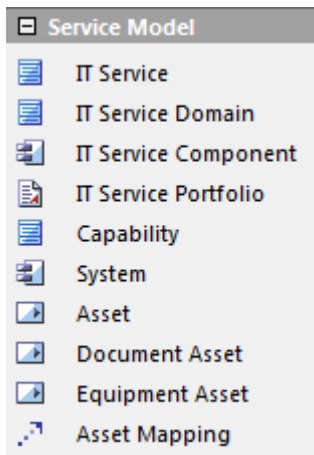 Service Model
IT Service
IT Service Domain
IT Service Component
IT Service Portfolio
Capability
System
Asset
Document Asset
Equipment Asset
Asset Mapping